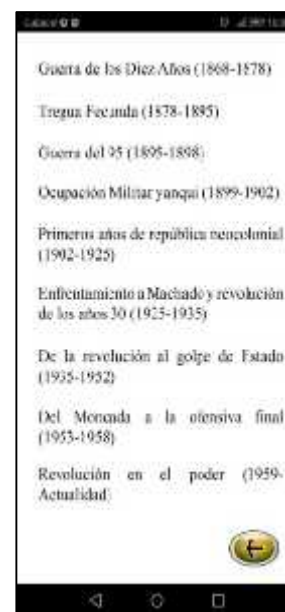 Guerra de los Diez Años (1868-1878)
Tregua Fecunda (1878-1895)
Guerra del 95 (1895-1898)
Ocupación Militar yanqui (1899-1902)
Primeros años de república neocolonial
(1902-1925)
Enfrentamiento a Machado y revolución
de los años 30 (1925-1935)
De la revolución al golpe de Estado
(1935-1952)
Del Moncada a la ofensiva final
(1953-1958)
Revolución en el poder (1959-
Actualidad)